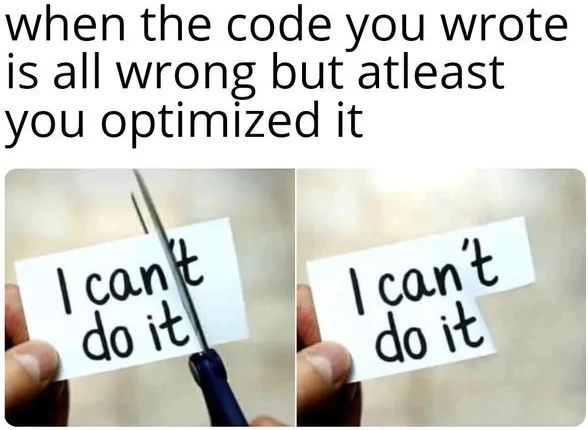 when the code you wrote
is all wrong but atleast
you optimized it
I can't
do it
I can't
do it